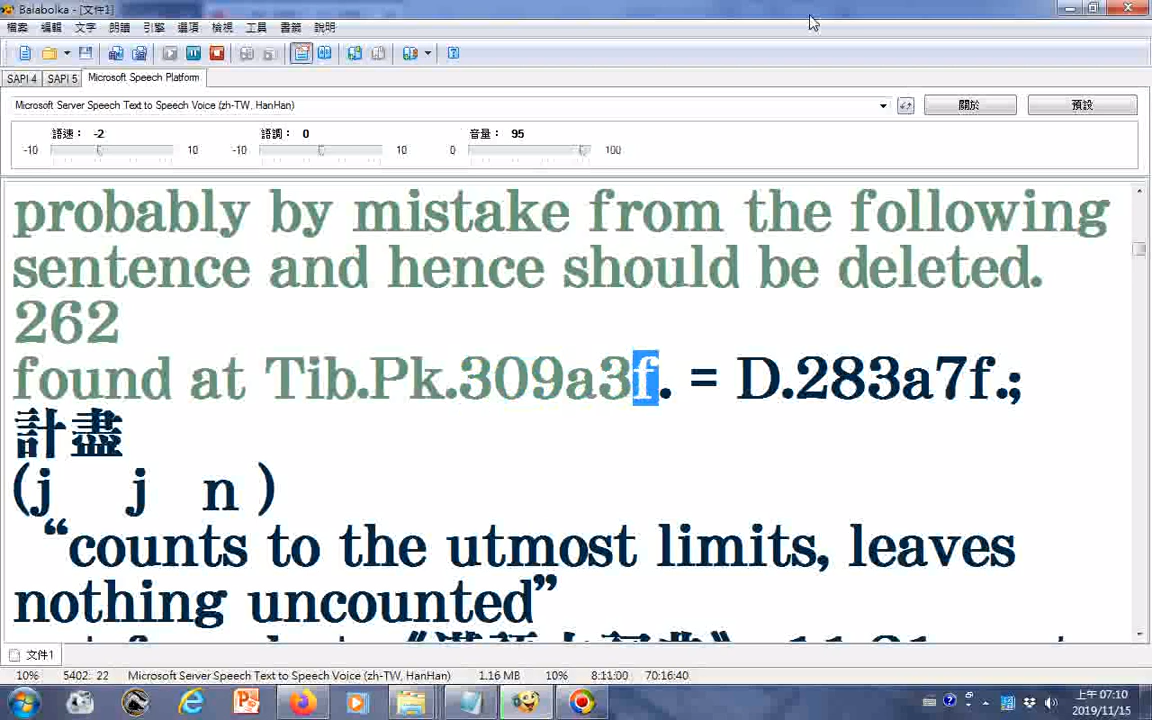 Balabolka - [文件1]
檔案 編輯 文字 朗讀 引擎 選項 檢視 工具 書籤 說明
SAPI 4 SAPI 5 Microsoft Speech Platform
Microsoft Server Speech Text to Speech Voice (zh-TW, HanHan) 關於 預設
語速： -2 語調： 0 音量： 95
-10 10 -10 10 0 100
probably by mistake from the following
sentence and hence should be deleted.
262
found at Tib.Pk.309a3f. = D.283a7f.;
計盡
(j j n )
“counts to the utmost limits, leaves
nothing uncounted”
文件1
10% 5402: 22 Microsoft Server Speech Text to Speech Voice (zh-TW, HanHan) 1.16 MB 10% 8:11:00 70:16:40
上午 07:10
2019/11/15